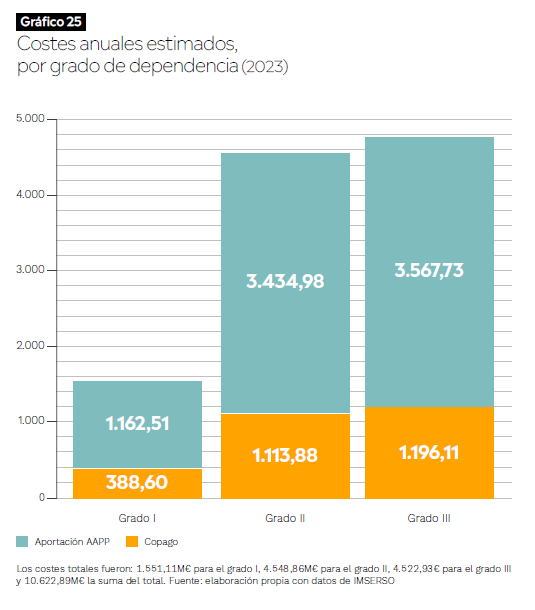 Gráfico 25
Costes anuales estimados,
por grado de dependencia (2023)
5.000
4.000
3.000
2.000
1.000
0
1.162,51
388,60
3.434,98
1.113,88
3.567,73
1.196,11
Grado I
Grado II
Grado III
Aportación AAPP
Copago
Los costes totales fueron: 1.551,11M€ para el grado I, 4.548,86M€ para el grado II, 4.522,93€ para el grado III
y 10.622,89M€ la suma del total. Fuente: elaboración propia con datos de IMSERSO